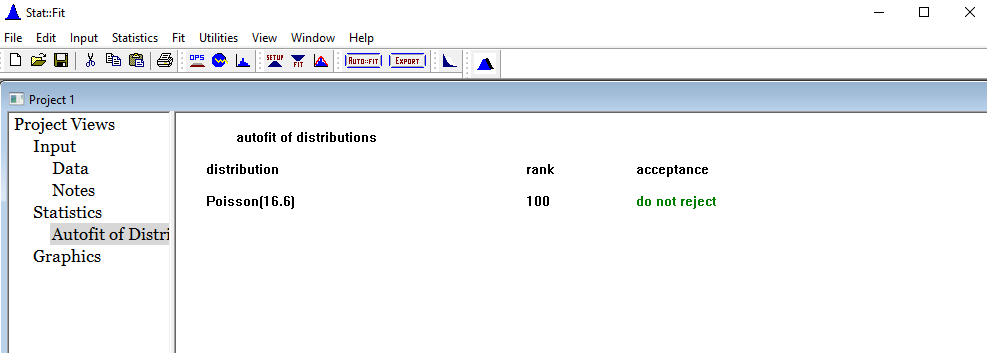 Stat::Fit
File Edit Input Statistics Fit Utilities View Window Help
DPS SETUP FIT AUTO::FIT EXPORT
Project 1
Project Views
Input
Data
Notes
Statistics
Autofit of Distri
Graphics
autofit of distributions
distribution rank acceptance
Poisson(16.6) 100 do not reject